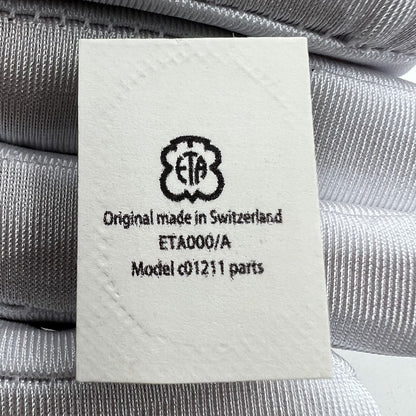 ETA
Original made in Switzerland
ETA000/A
Model c01211 parts